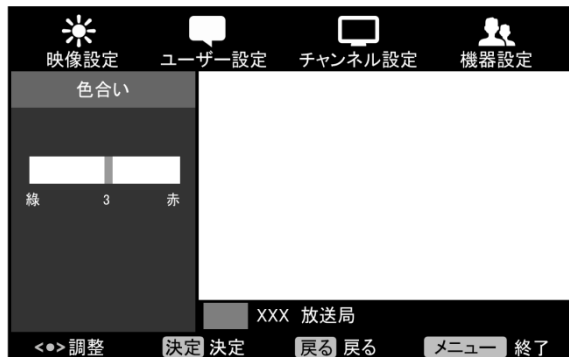 映像設定 ユーザー設定 チャンネル設定 機器設定
色合い
緑 3 赤
XXX 放送局
<●>調整 決定 決定 戻る 戻る メニュー 終了